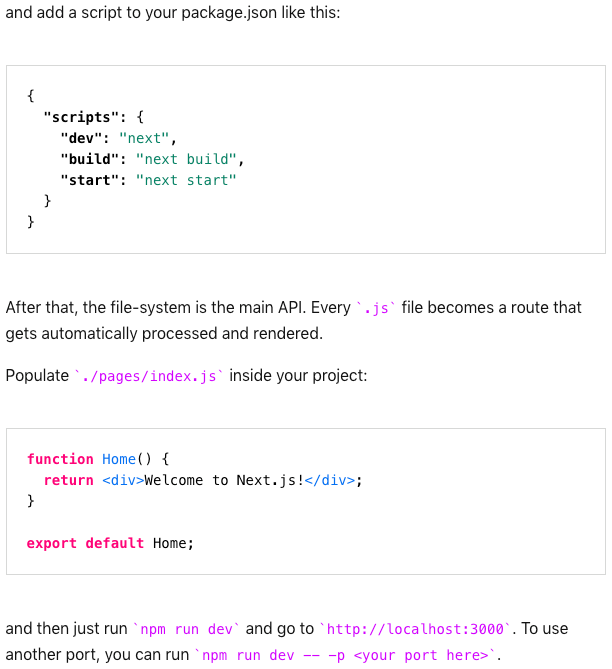 and add a script to your package.json like this:
{
  "scripts": {
    "dev": "next",
    "build": "next build",
    "start": "next start"
  }
}
After that, the file-system is the main API. Every `.js` file becomes a route that
gets automatically processed and rendered.
Populate `./pages/index.js` inside your project:
function Home() {
  return <div>Welcome to Next.js!</div>;
}
export default Home;
and then just run `npm run dev` and go to `http://localhost:3000`. To use
another port, you can run `npm run dev -- -p <your port here>`.